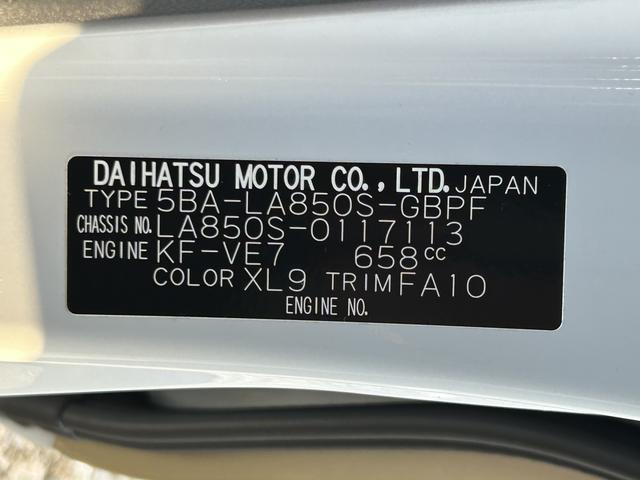 DAIHATSU MOTOR CO.,LTD. JAPAN
TYPE 5BA-LA850S-GBPF
CHASSIS NO. LA850S-0117113
ENGINE KF-VE7 658cc
COLOR XL9 TRIM FA10
ENGINE NO.